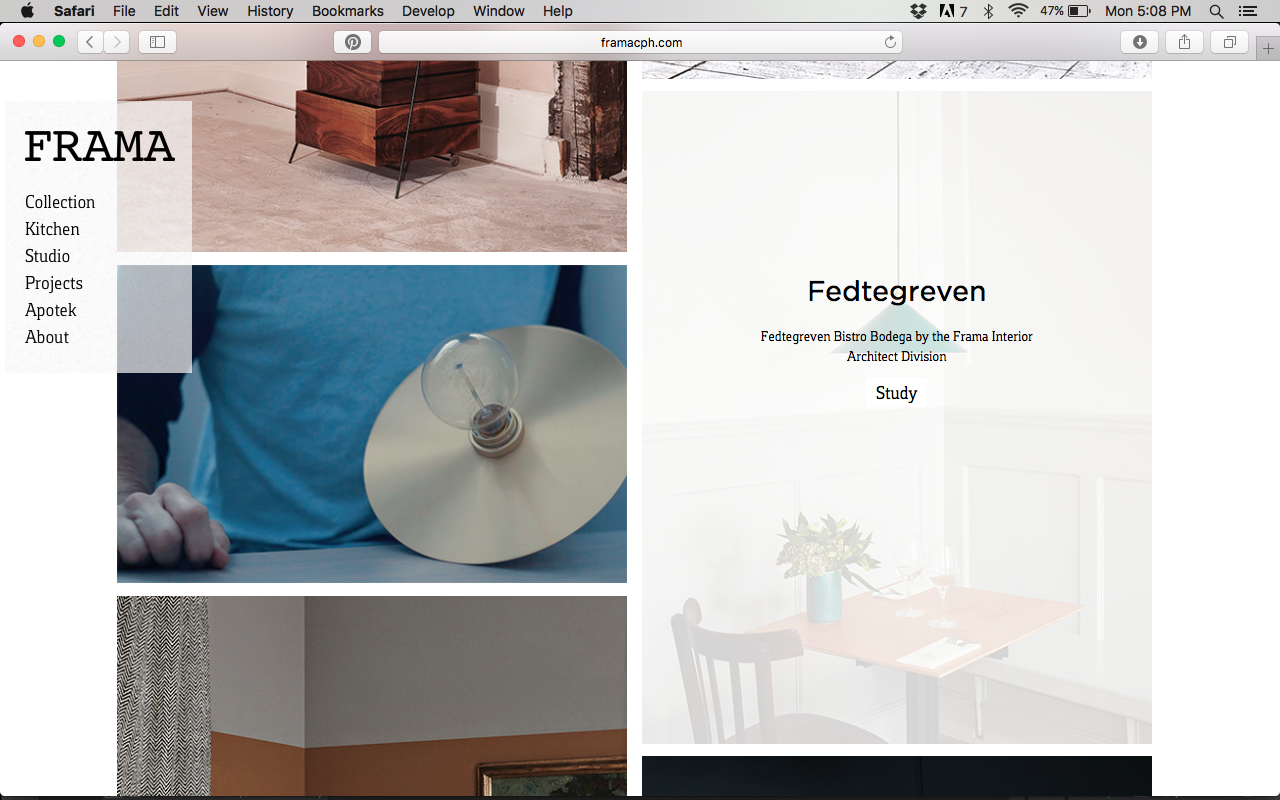 Safari File Edit View History Bookmarks Develop Window Help 7 47% Mon 5:08 PM
framacph.com
FRAMA
Collection
Kitchen
Studio
Projects
Apotek
About
Fedtegreven
Fedtegreven Bistro Bodega by the Frama Interior
Architect Division
Study